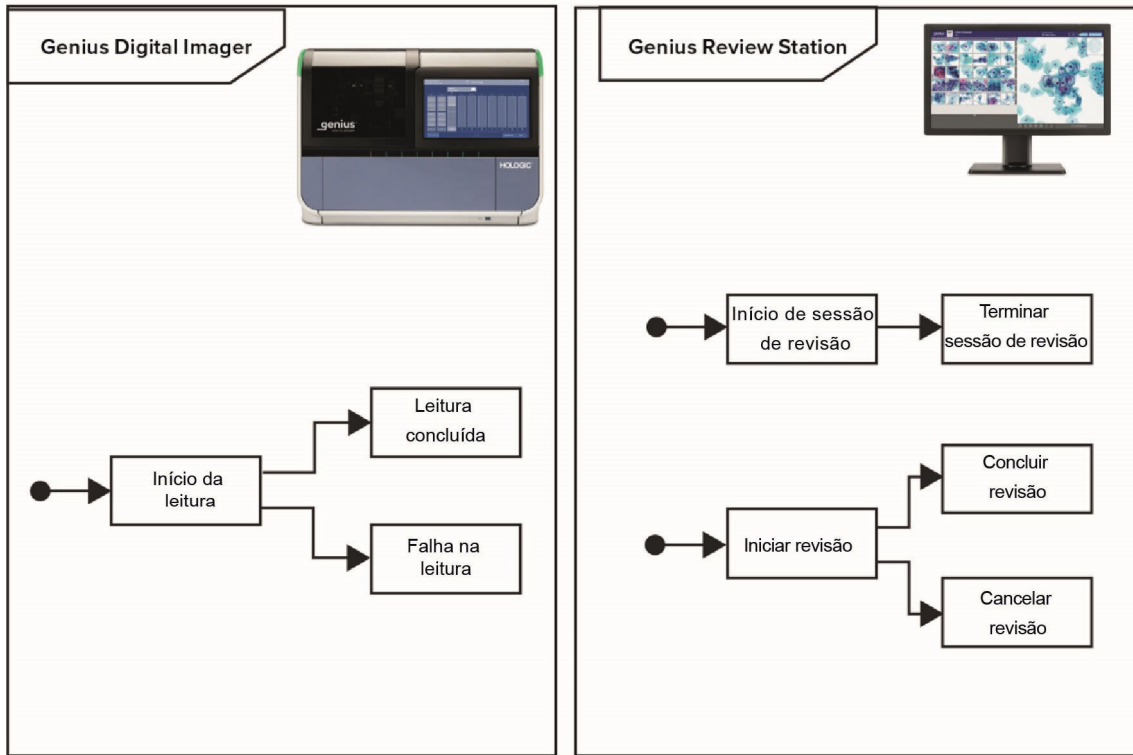 Genius Digital Imager
genius
HOLOGIC
Início da
leitura
Leitura
concluída
Falha na
leitura
Genius Review Station
Início de sessão
de revisão
Terminar
sessão de revisão
Iniciar revisão
Concluir
revisão
Cancelar
revisão